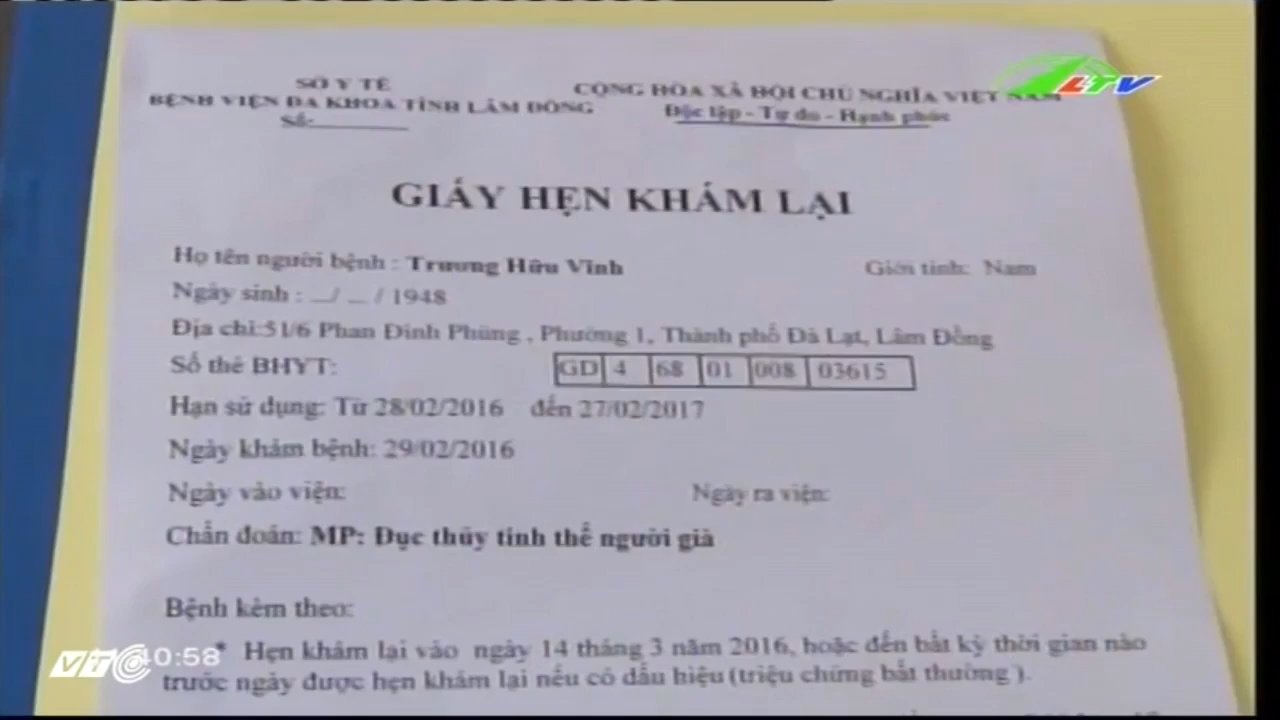 LTV
SỞ Y TẾ
BỆNH VIỆN ĐA KHOA TỈNH LÂM ĐỒNG
Số:
CỘNG HÒA XÃ HỘI CHỦ NGHĨA VIỆT NAM
Độc lập - Tự do - Hạnh phúc
GIẤY HẸN KHÁM LẠI
Họ tên người bệnh : Trương Hữu Vĩnh Giới tính: Nam
Ngày sinh : __/ __ / 1948
Địa chỉ:51/6 Phan Đình Phùng , Phường 1, Thành phố Đà Lạt, Lâm Đồng
Số thẻ BHYT: GD 4 68 01 008 03615
Hạn sử dụng: Từ 28/02/2016 đến 27/02/2017
Ngày khám bệnh: 29/02/2016
Ngày vào viện: Ngày ra viện:
Chẩn đoán: MP: Đục thủy tinh thể người già
Bệnh kèm theo:
* Hẹn khám lại vào ngày 14 tháng 3 năm 2016, hoặc đến bất kỳ thời gian nào
trước ngày được hẹn khám lại nếu có dấu hiệu (triệu chứng bất thường ).
VTC 10:58